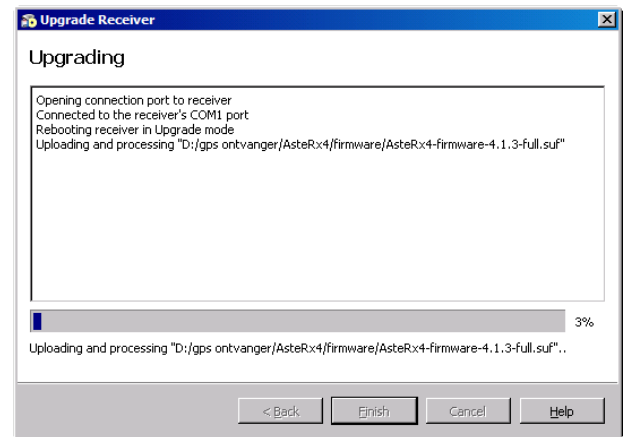 Upgrade Receiver
Upgrading
Opening connection port to receiver
Connected to the receiver's COM1 port
Rebooting receiver in Upgrade mode
Uploading and processing "D:/gps ontvanger/AsteRx4/firmware/AsteRx4-firmware-4.1.3-full.suf"
3%
Uploading and processing "D:/gps ontvanger/AsteRx4/firmware/AsteRx4-firmware-4.1.3-full.suf"..
< Back Finish Cancel Help